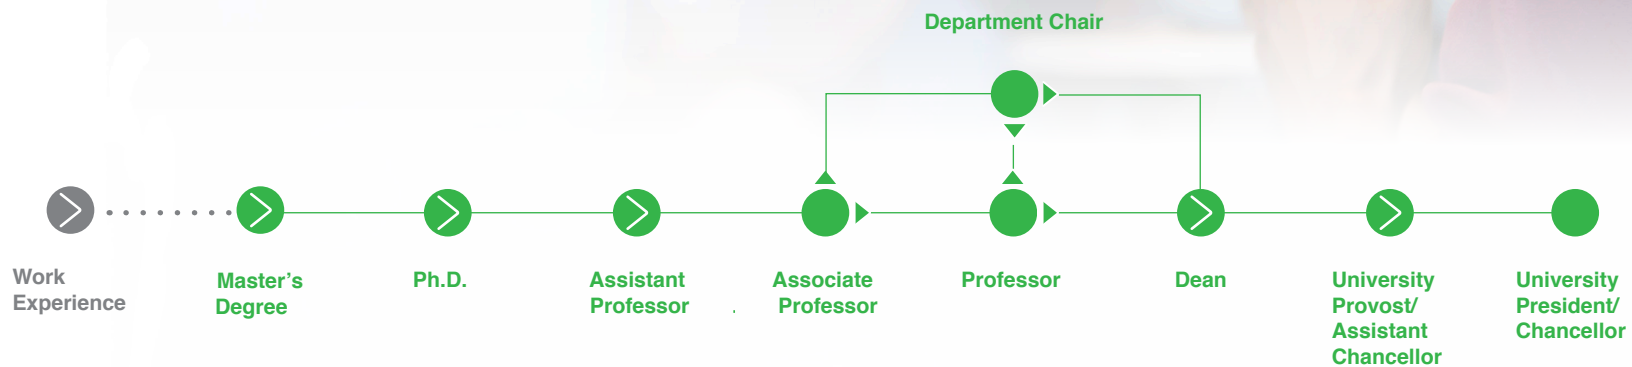 Department Chair
Work
Experience
Master's
Degree
Ph.D.
Assistant
Professor
Associate
Professor
Professor
Dean
University
Provost/
Assistant
Chancellor
University
President/
Chancellor